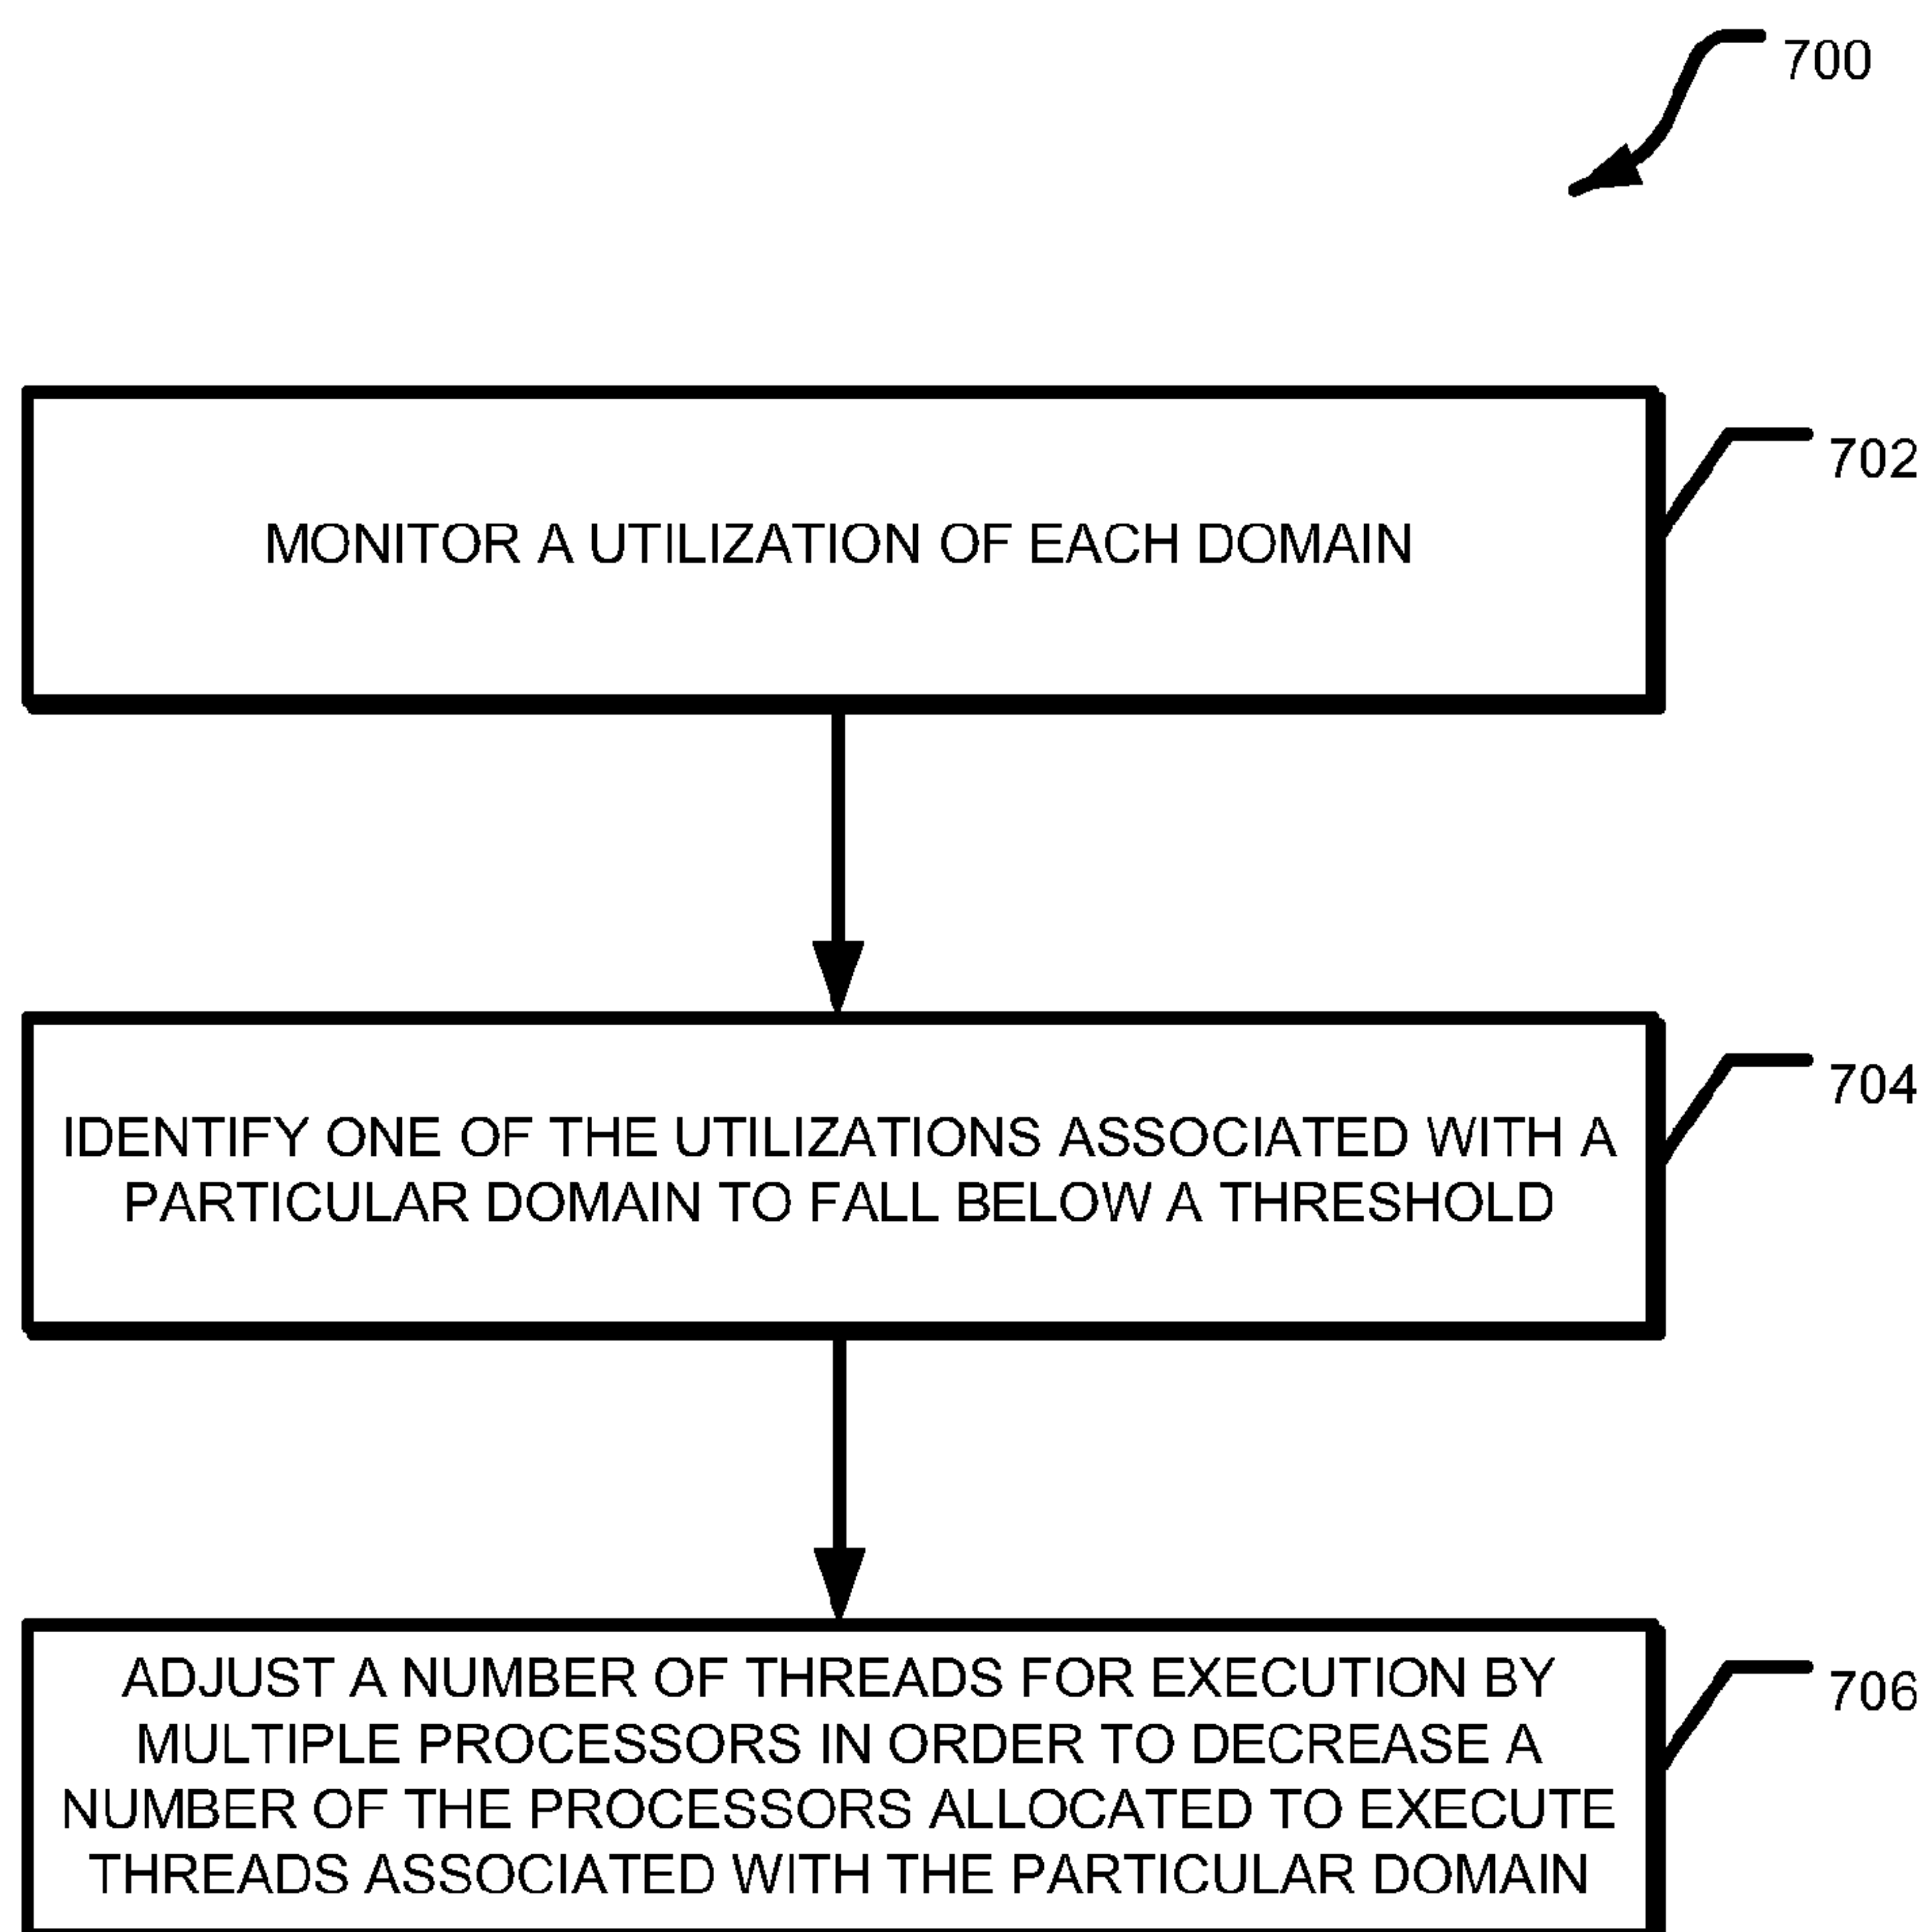 700
702
MONITOR A UTILIZATION OF EACH DOMAIN
704
IDENTIFY ONE OF THE UTILIZATIONS ASSOCIATED WITH A
PARTICULAR DOMAIN TO FALL BELOW A THRESHOLD
706
ADJUST A NUMBER OF THREADS FOR EXECUTION BY
MULTIPLE PROCESSORS IN ORDER TO DECREASE A
NUMBER OF THE PROCESSORS ALLOCATED TO EXECUTE
THREADS ASSOCIATED WITH THE PARTICULAR DOMAIN